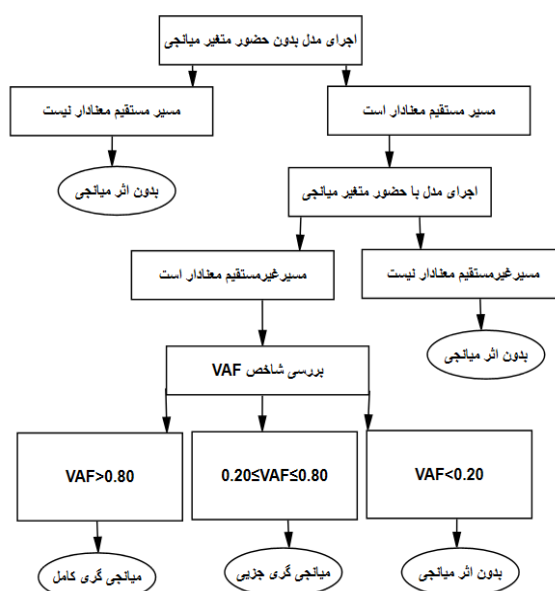 اجرای مدل بدون حضور متغیر میانجی
مسیر مستقیم معنادار است
مسیر مستقیم معنادار نیست
بدون اثر میانجی
اجرای مدل با حضور متغیر میانجی
مسیرغیرمستقیم معنادار نیست
مسیرغیرمستقیم معنادار است
بدون اثر میانجی
بررسی شاخص VAF
VAF<0.20
0.20≤VAF≤0.80
VAF>0.80
بدون اثر میانجی
میانجی گری جزیی
میانجی گری کامل